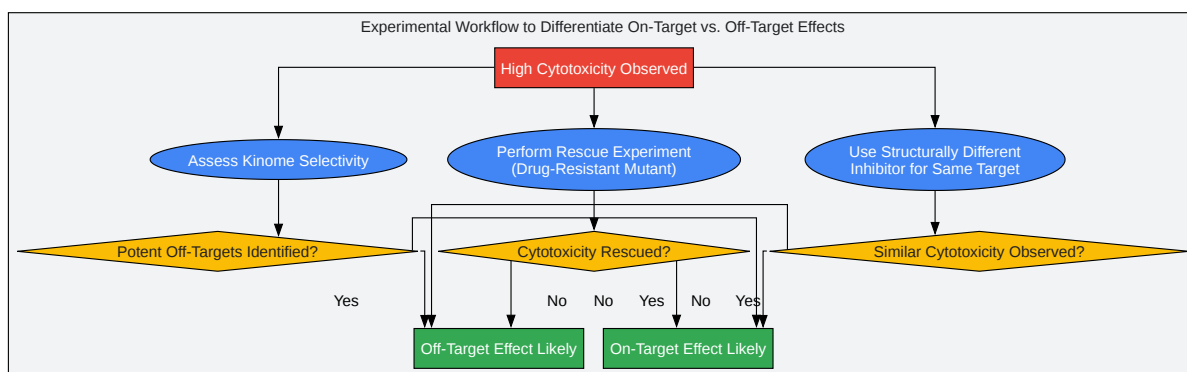 Experimental Workflow to Differentiate On-Target vs. Off-Target Effects
High Cytotoxicity Observed
Assess Kinome Selectivity
Perform Rescue Experiment
(Drug-Resistant Mutant)
Use Structurally Different
Inhibitor for Same Target
Potent Off-Targets Identified?
Cytotoxicity Rescued?
Similar Cytotoxicity Observed?
Yes
No
No
Yes
No
Yes
Off-Target Effect Likely
On-Target Effect Likely